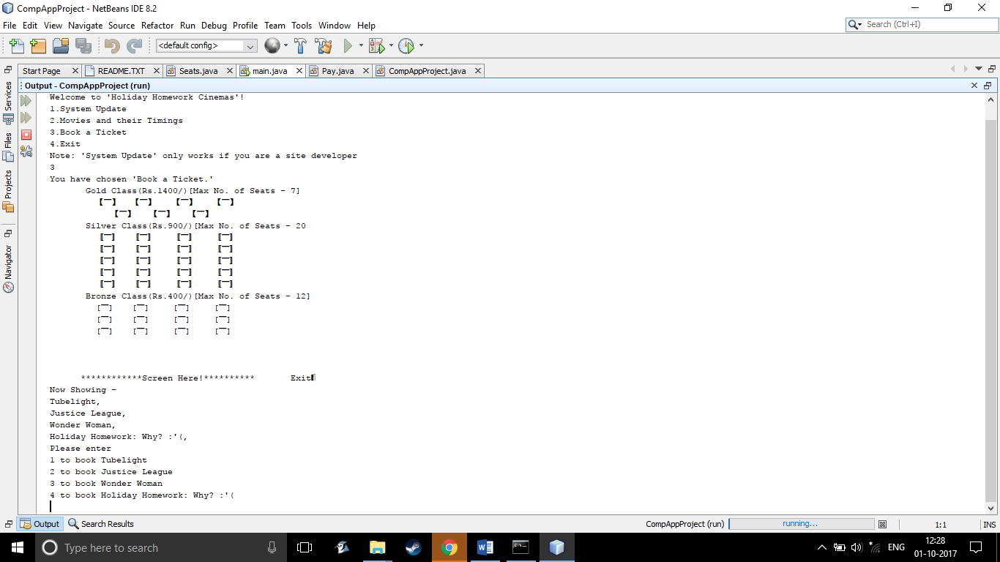 CompAppProject - NetBeans IDE 8.2
File Edit View Navigate Source Refactor Run Debug Profile Team Tools Window Help
Search (Ctrl+I)
<default config>
Start Page README.TXT Seats.java main.java Pay.java CompAppProject.java
Output - CompAppProject (run)
Services
Files
Projects
Navigator
Welcome to 'Holiday Homework Cinemas'!
1.System Update
2.Movies and their Timings
3.Book a Ticket
4.Exit
Note: 'System Update' only works if you are a site developer
3
You have chosen 'Book a Ticket.'
Gold Class(Rs.1400/)[Max No. of Seats - 7]
【‾‾】 【‾‾】 【‾‾】 【‾‾】
【‾‾】 【‾‾】 【‾‾】
Silver Class(Rs.900/)[Max No. of Seats - 20
〚‾‾〛 〚‾‾〛 〚‾‾〛 〚‾‾〛
〚‾‾〛 〚‾‾〛 〚‾‾〛 〚‾‾〛
〚‾‾〛 〚‾‾〛 〚‾‾〛 〚‾‾〛
〚‾‾〛 〚‾‾〛 〚‾‾〛 〚‾‾〛
〚‾‾〛 〚‾‾〛 〚‾‾〛 〚‾‾〛
Bronze Class(Rs.400/)[Max No. of Seats - 12]
[‾‾] [‾‾] [‾‾] [‾‾]
[‾‾] [‾‾] [‾‾] [‾‾]
[‾‾] [‾‾] [‾‾] [‾‾]
************Screen Here!********** Exit
Now Showing -
Tubelight,
Justice League,
Wonder Woman,
Holiday Homework: Why? :'(,
Please enter
1 to book Tubelight
2 to book Justice League
3 to book Wonder Woman
4 to book Holiday Homework: Why? :'(
Output Search Results CompAppProject (run) running... 1:1 INS
Type here to search
ENG
12:28
01-10-2017